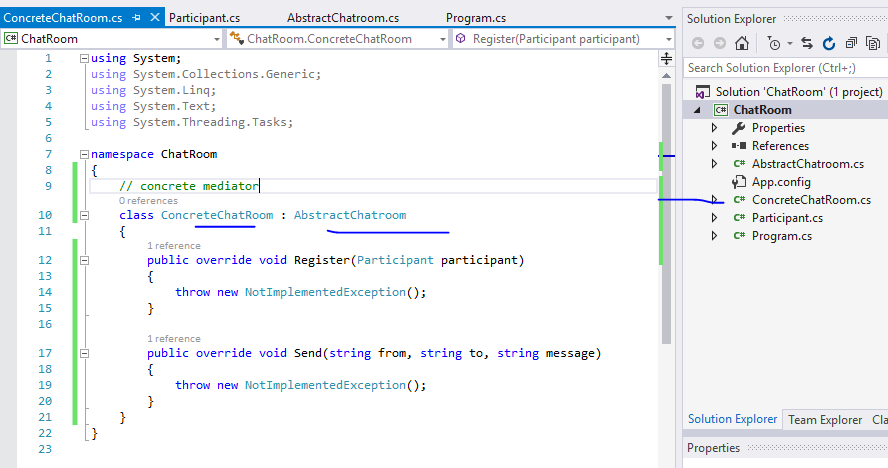 ConcreteChatRoom.cs
Participant.cs
AbstractChatroom.cs
Program.cs
ChatRoom
ChatRoom.ConcreteChatRoom
Register(Participant participant)
1 using System;
2 using System.Collections.Generic;
3 using System.Linq;
4 using System.Text;
5 using System.Threading.Tasks;
6
7 namespace ChatRoom
8 {
9 // concrete mediator
0 references
10 class ConcreteChatRoom : AbstractChatroom
11 {
1 reference
12 public override void Register(Participant participant)
13 {
14 throw new NotImplementedException();
15 }
16
1 reference
17 public override void Send(string from, string to, string message)
18 {
19 throw new NotImplementedException();
20 }
21 }
22 }
23
Solution Explorer
Search Solution Explorer (Ctrl+;)
Solution 'ChatRoom' (1 project)
C# ChatRoom
Properties
References
C# AbstractChatroom.cs
App.config
C# ConcreteChatRoom.cs
C# Participant.cs
C# Program.cs
Solution Explorer
Team Explorer
Cla
Properties